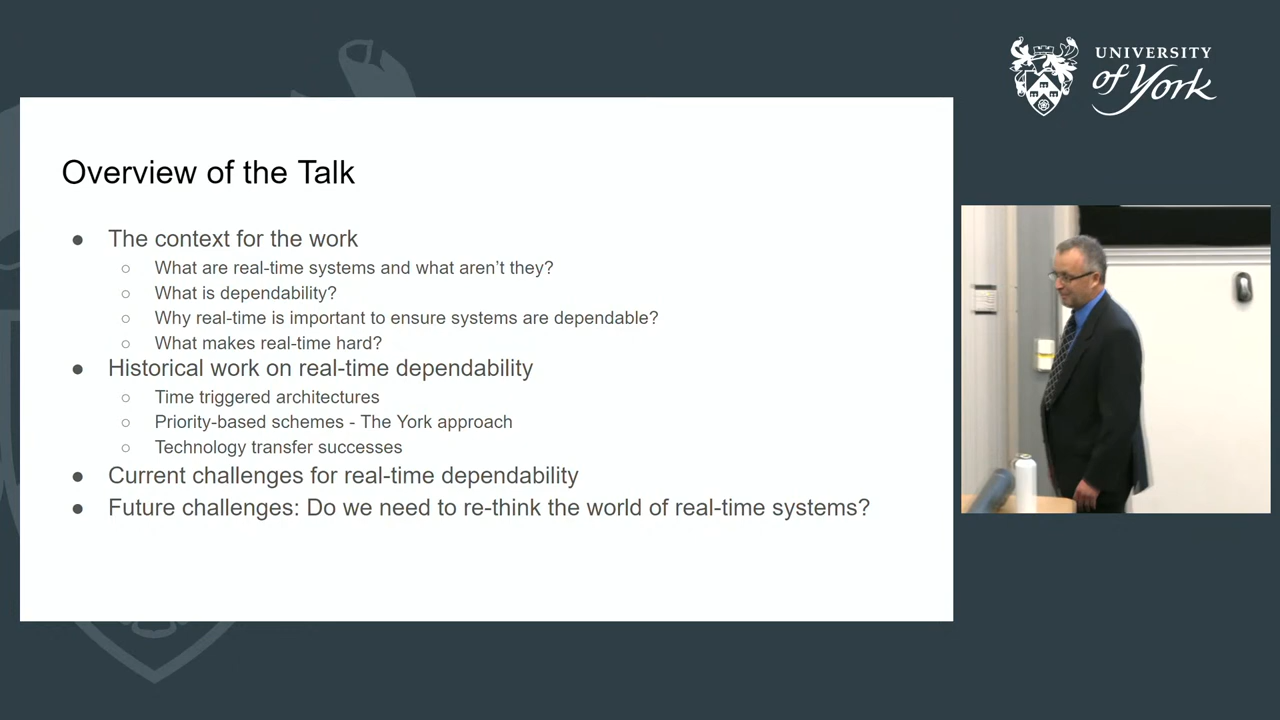 UNIVERSITY
of York
Overview of the Talk
● The context for the work
○ What are real-time systems and what aren’t they?
○ What is dependability?
○ Why real-time is important to ensure systems are dependable?
○ What makes real-time hard?
● Historical work on real-time dependability
○ Time triggered architectures
○ Priority-based schemes - The York approach
○ Technology transfer successes
● Current challenges for real-time dependability
● Future challenges: Do we need to re-think the world of real-time systems?